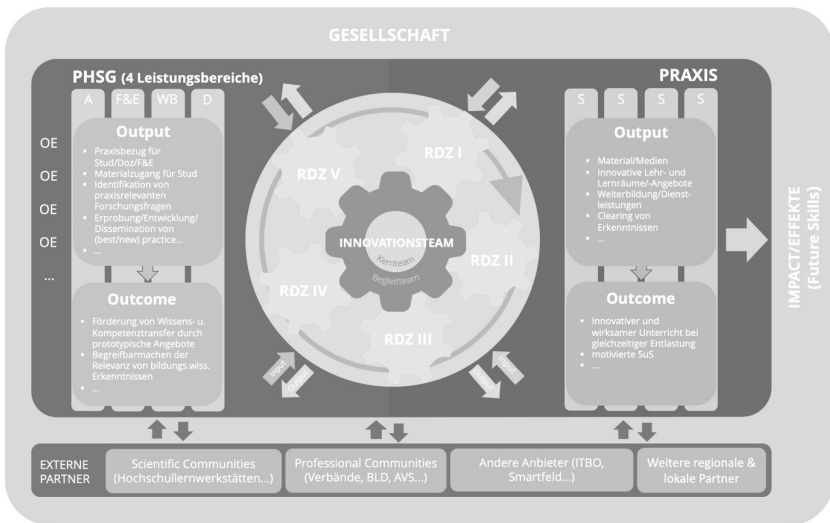 GESELLSCHAFT
PHSG (4 Leistungsbereiche)
A F&E WB D
OE
OE
OE
OE
...
Output
• Praxisbezug für
Stud/Doz/F&E
• Materialzugang für Stud
• Identifikation von
praxisrelevanten
Forschungsfragen
• Erprobung/Entwicklung/
Dissemination von
(best/new) practice...
• ...
Outcome
• Förderung von Wissens- u.
Kompetenztransfer durch
prototypische Angebote
• Begreifbarmachen der
Relevanz von bildungs.wiss.
Erkenntnissen
• ...
RDZ V
RDZ I
INNOVATIONSTEAM
Kernteam
Begleitteam
RDZ II
RDZ IV
RDZ III
Input
Output
Input
Output
PRAXIS
S S S S
Output
• Material/Medien
• Innovative Lehr- und
Lernräume/-Angebote
• Weiterbildung/Dienst-
leistungen
• Clearing von
Erkenntnissen
• ...
Outcome
• Innovativer und
wirksamer Unterricht bei
gleichzeitiger Entlastung
• motivierte SuS
• ...
IMPACT/EFFEKTE
(Future Skills)
EXTERNE
PARTNER
Scientific Communities
(Hochschullernwerkstätten...)
Professional Communities
(Verbände, BLD, AVS...)
Andere Anbieter (ITBO,
Smartfeld...)
Weitere regionale &
lokale Partner